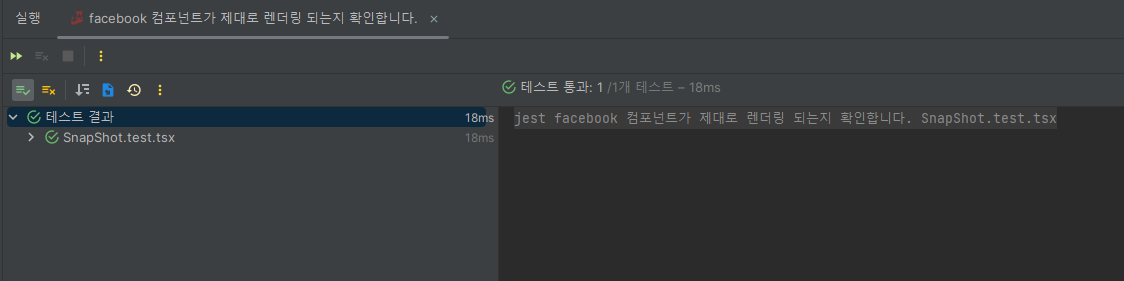 실행
facebook 컴포넌트가 제대로 렌더링 되는지 확인합니다.
테스트 통과: 1 /1개 테스트 – 18ms
테스트 결과 18ms
SnapShot.test.tsx 18ms
jest facebook 컴포넌트가 제대로 렌더링 되는지 확인합니다. SnapShot.test.tsx